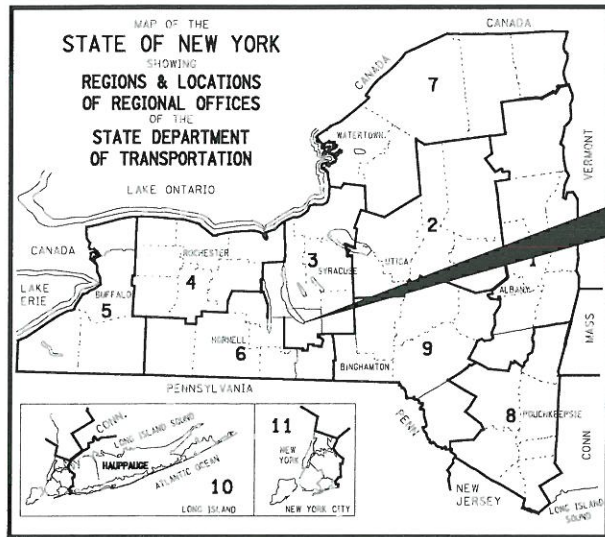 MAP OF THE
STATE OF NEW YORK
SHOWING
REGIONS & LOCATIONS
OF REGIONAL OFFICES
OF THE
STATE DEPARTMENT
OF TRANSPORTATION
CANADA
CANADA
7
WATERTOWN
VERMONT
LAKE ONTARIO
2
CANADA
ROCHESTER
3
SYRACUSE
UTICA
1
4
LAKE
ERIE
BUFFALO
5
ALBANY
MASS
HORNELL
6
9
BINGHAMTON
PENNSYLVANIA
PENN
8
POUCHKEEPSIE
CONN
CONN.
LONG ISLAND SOUND
HAUPPAUGE
ATLANTIC OCEAN
10
LONG ISLAND
11
NEW
YORK
NEW YORK CITY
NEW
JERSEY
LONG ISLAND
SOUND